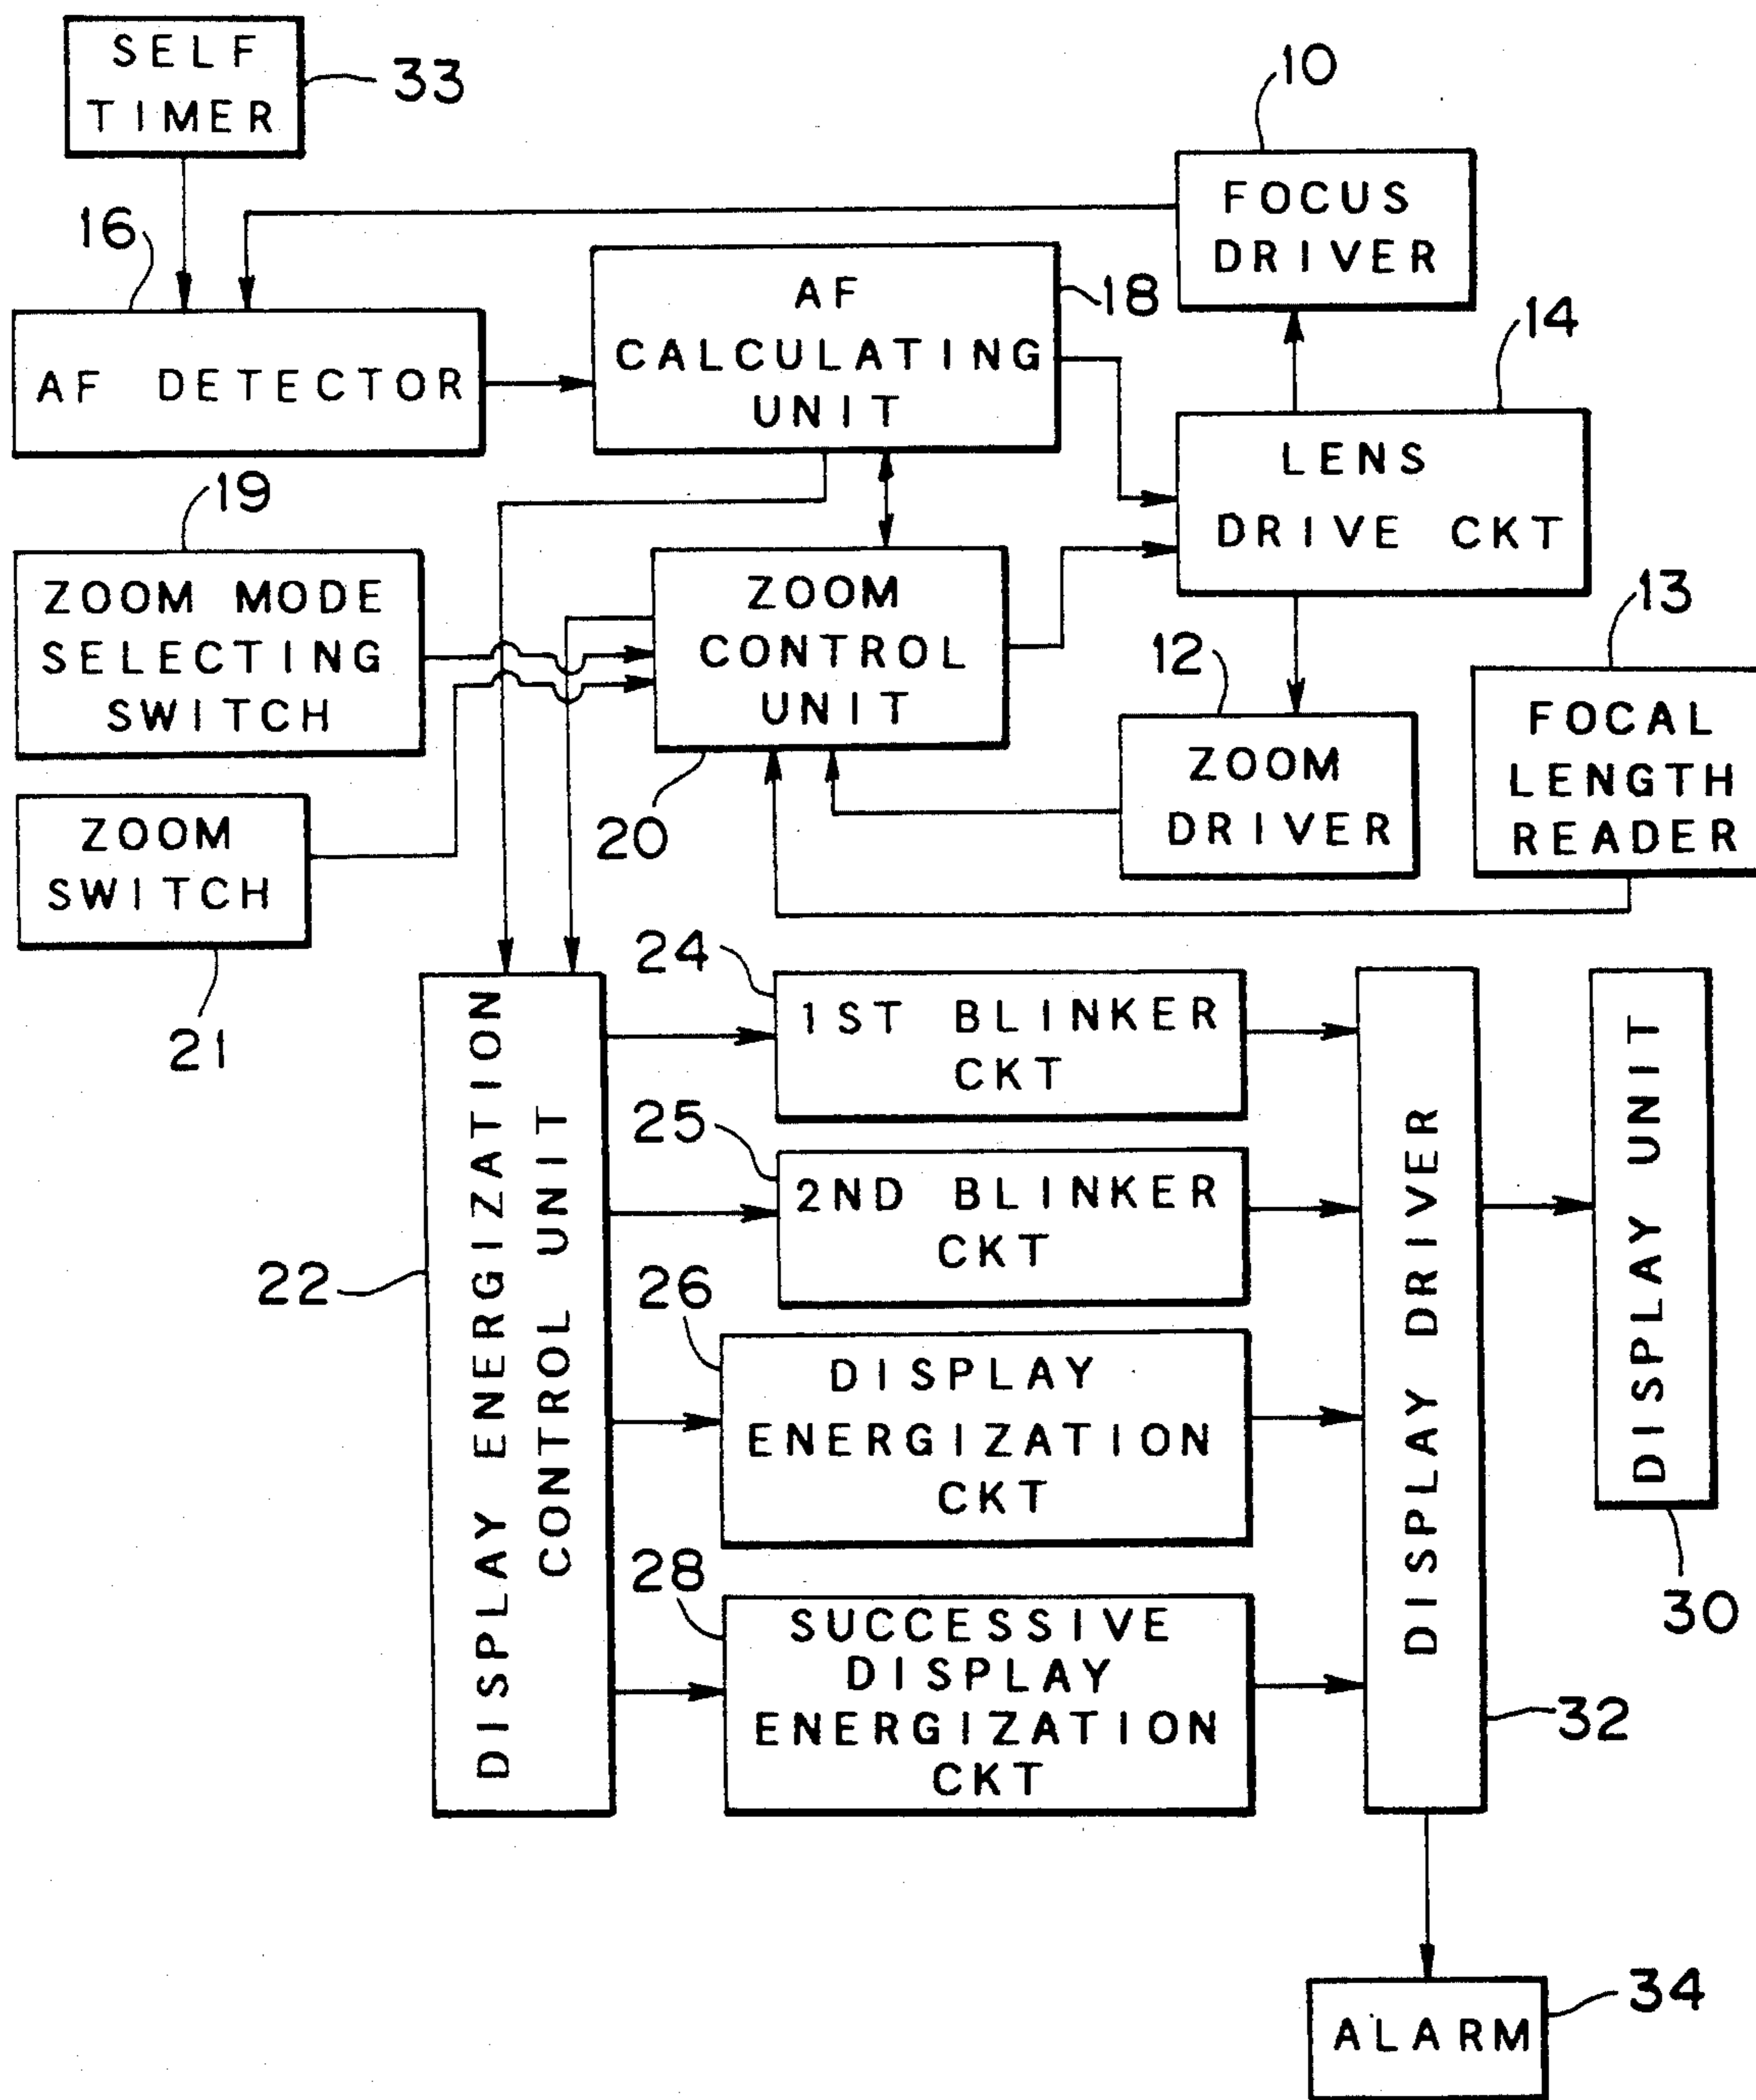 SELF
TIMER
33
10
FOCUS
DRIVER
16
AF DETECTOR
AF
CALCULATING
UNIT
18
14
LENS
DRIVE CKT
19
ZOOM MODE
SELECTING
SWITCH
ZOOM
CONTROL
UNIT
20
12
ZOOM
DRIVER
13
FOCAL
LENGTH
READER
ZOOM
SWITCH
21
22
DISPLAY ENERGIZATION
CONTROL UNIT
24
1ST BLINKER
CKT
25
2ND BLINKER
CKT
26
DISPLAY
ENERGIZATION
CKT
28
SUCCESSIVE
DISPLAY
ENERGIZATION
CKT
DISPLAY DRIVER
32
DISPLAY UNIT
30
ALARM
34